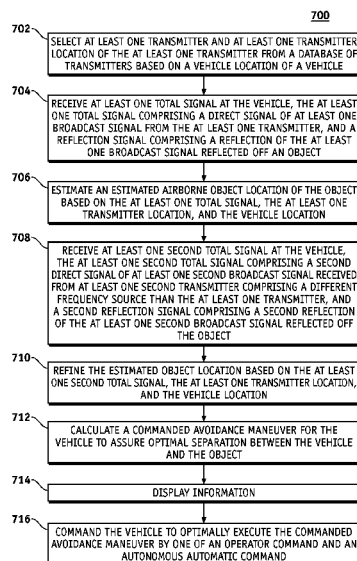 700
702
SELECT AT LEAST ONE TRANSMITTER AND AT LEAST ONE TRANSMITTER
LOCATION OF THE AT LEAST ONE TRANSMITTER FROM A DATABASE OF
TRANSMITTERS BASED ON A VEHICLE LOCATION OF A VEHICLE
704
RECEIVE AT LEAST ONE TOTAL SIGNAL AT THE VEHICLE, THE AT LEAST
ONE TOTAL SIGNAL COMPRISING A DIRECT SIGNAL OF AT LEAST ONE
BROADCAST SIGNAL FROM THE AT LEAST ONE TRANSMITTER, AND A
REFLECTION SIGNAL COMPRISING A REFLECTION OF THE AT LEAST
ONE BROADCAST SIGNAL REFLECTED OFF AN OBJECT
706
ESTIMATE AN ESTIMATED AIRBORNE OBJECT LOCATION OF THE OBJECT
BASED ON THE AT LEAST ONE TOTAL SIGNAL, THE AT LEAST ONE
TRANSMITTER LOCATION, AND THE VEHICLE LOCATION
708
RECEIVE AT LEAST ONE SECOND TOTAL SIGNAL AT THE VEHICLE,
THE AT LEAST ONE SECOND TOTAL SIGNAL COMPRISING A SECOND
DIRECT SIGNAL OF AT LEAST ONE SECOND BROADCAST SIGNAL RECEIVED
FROM AT LEAST ONE SECOND TRANSMITTER COMPRISING A DIFFERENT
FREQUENCY SOURCE THAN THE AT LEAST ONE TRANSMITTER, AND
A SECOND REFLECTION SIGNAL COMPRISING A SECOND REFLECTION
OF THE AT LEAST ONE SECOND BROADCAST SIGNAL REFLECTED OFF
THE OBJECT
710
REFINE THE ESTIMATED OBJECT LOCATION BASED ON THE AT LEAST
ONE SECOND TOTAL SIGNAL, THE AT LEAST ONE TRANSMITTER LOCATION,
AND THE VEHICLE LOCATION
712
CALCULATE A COMMANDED AVOIDANCE MANEUVER FOR THE
VEHICLE TO ASSURE OPTIMAL SEPARATION BETWEEN THE VEHICLE
AND THE OBJECT
714
DISPLAY INFORMATION
716
COMMAND THE VEHICLE TO OPTIMALLY EXECUTE THE COMMANDED
AVOIDANCE MANEUVER BY ONE OF AN OPERATOR COMMAND AND AN
AUTONOMOUS AUTOMATIC COMMAND